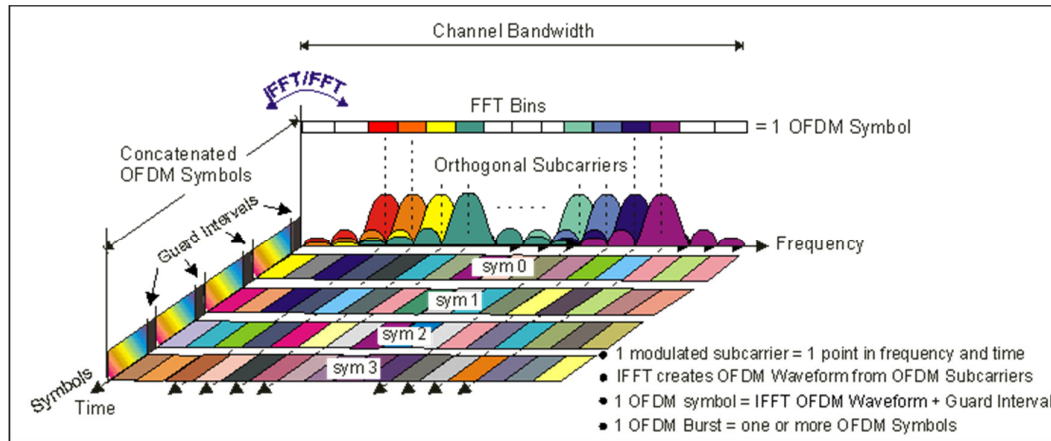 Channel Bandwidth
IFFT/FFT
FFT Bins
= 1 OFDM Symbol
Concatenated
OFDM Symbols
Orthogonal Subcarriers
Guard Intervals
Frequency
sym 0
sym 1
sym 2
sym 3
Symbols
Time
1 modulated subcarrier = 1 point in frequency and time
IFFT creates OFDM Waveform from OFDM Subcarriers
1 OFDM symbol = IFFT OFDM Waveform + Guard Interval
1 OFDM Burst = one or more OFDM Symbols